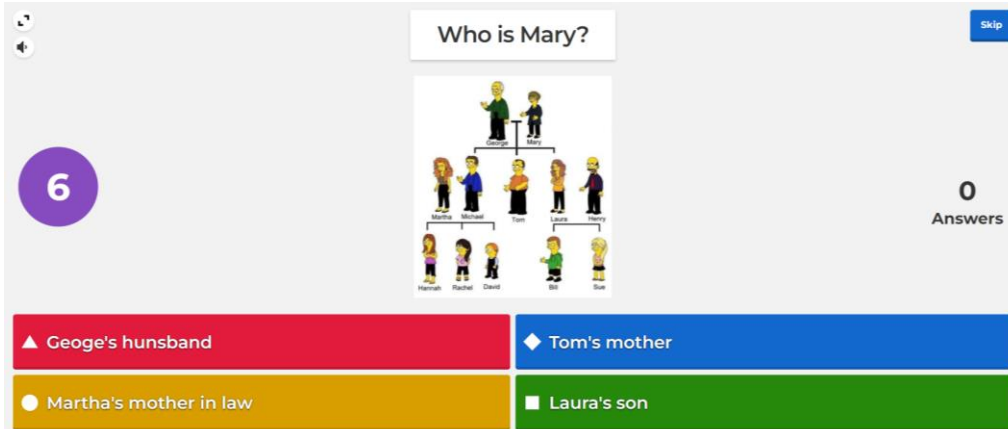 Who is Mary?
Skip
George Mary
6
0
Answers
Martha Michael Tom Laura Henry
Hannah Rachel David Bill Sue
Geoge's hunsband
Tom's mother
Martha's mother in law
Laura's son